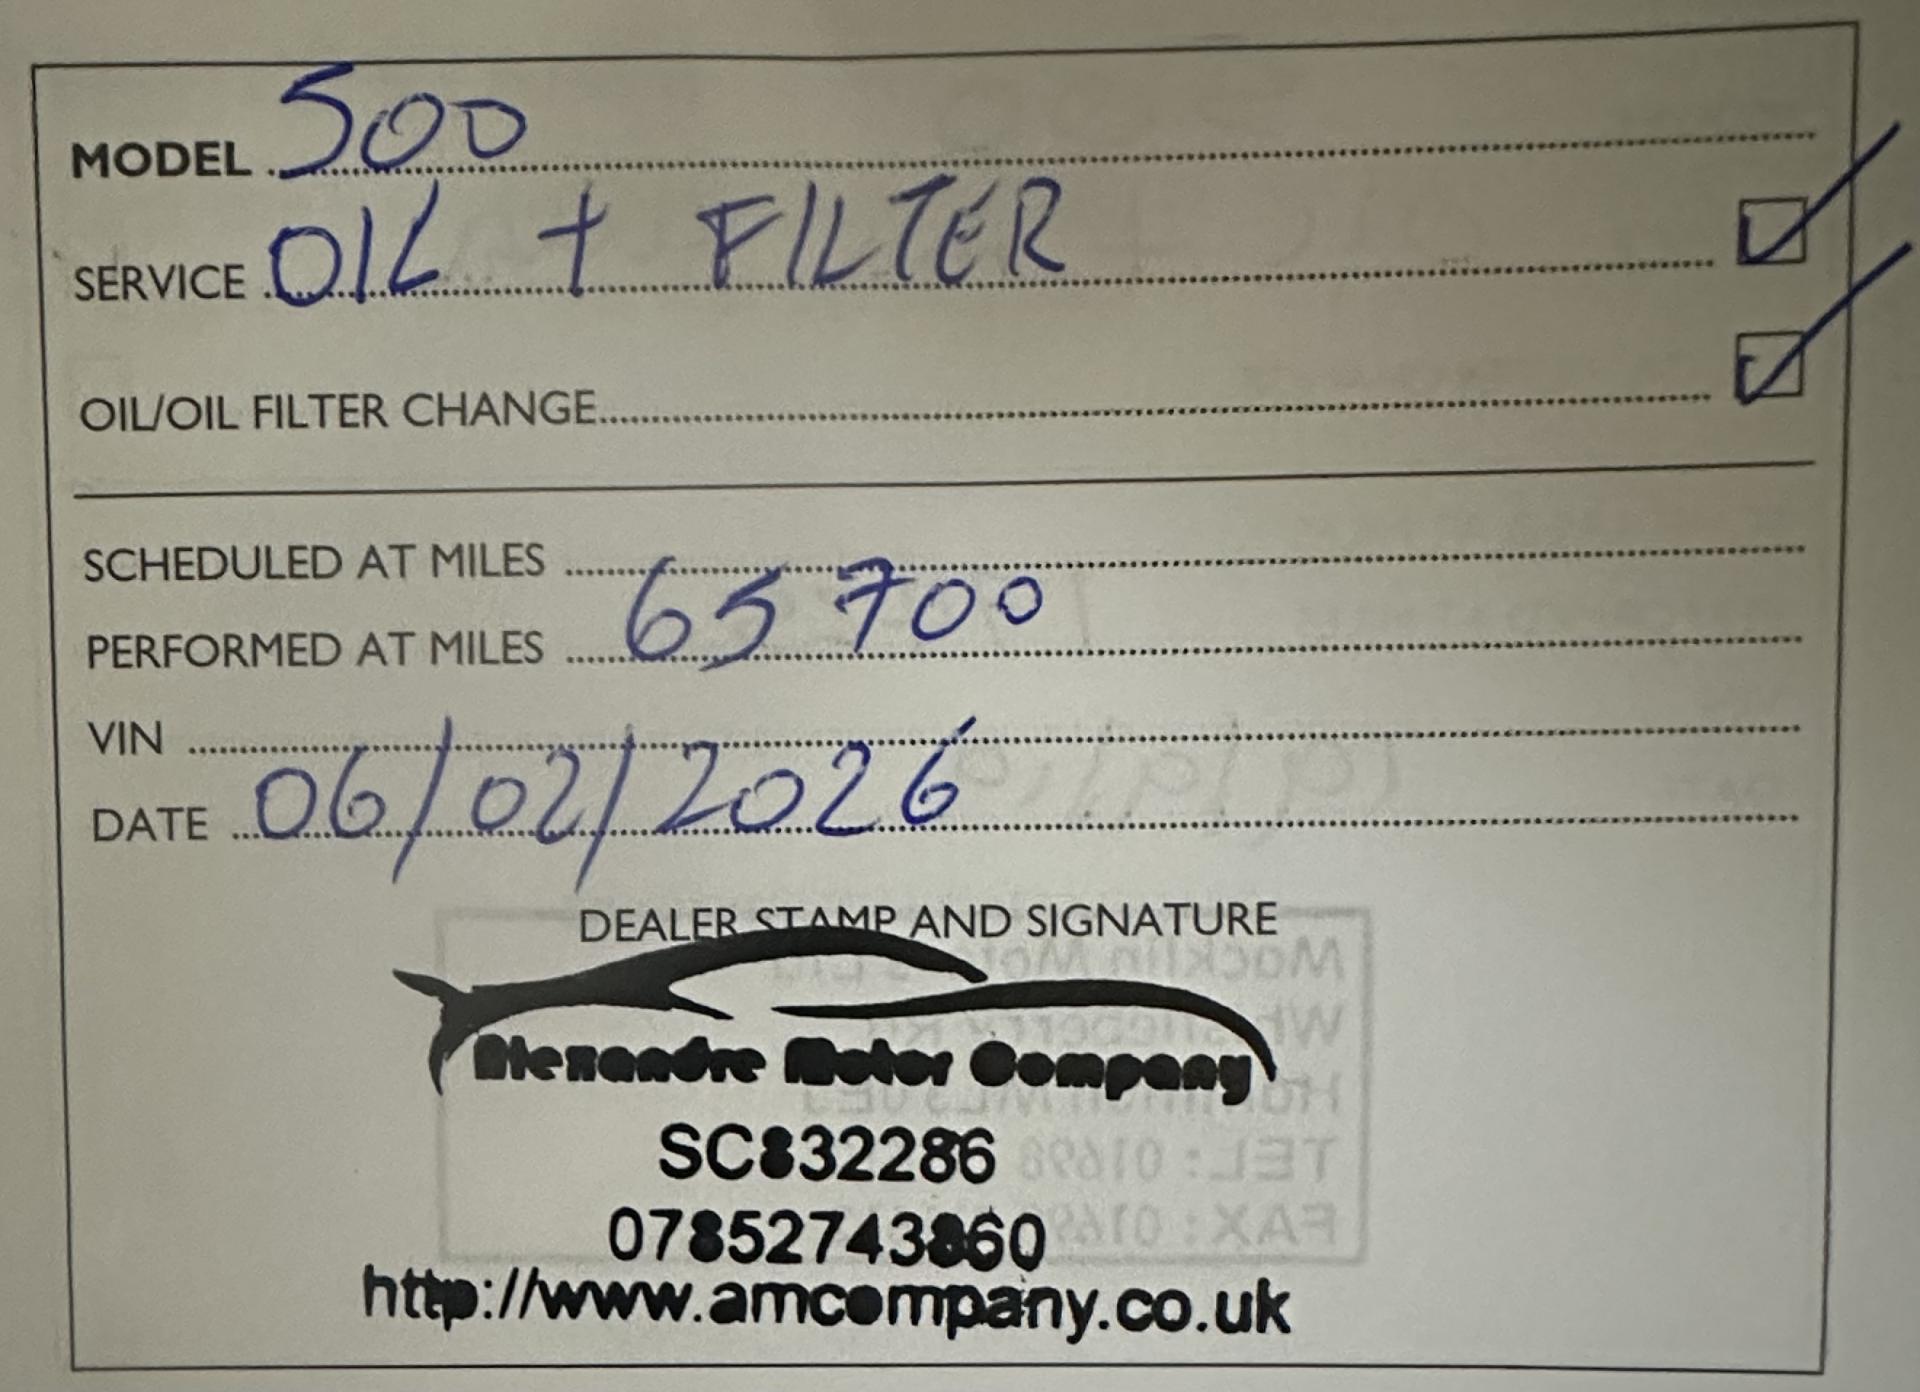 MODEL 500
SERVICE OIL + FILTER
OIL/OIL FILTER CHANGE
SCHEDULED AT MILES
PERFORMED AT MILES 65700
VIN
DATE 06/02/2026
DEALER STAMP AND SIGNATURE
Alexandre Motor Company
SC832286
07852743860
http://www.amcompany.co.uk